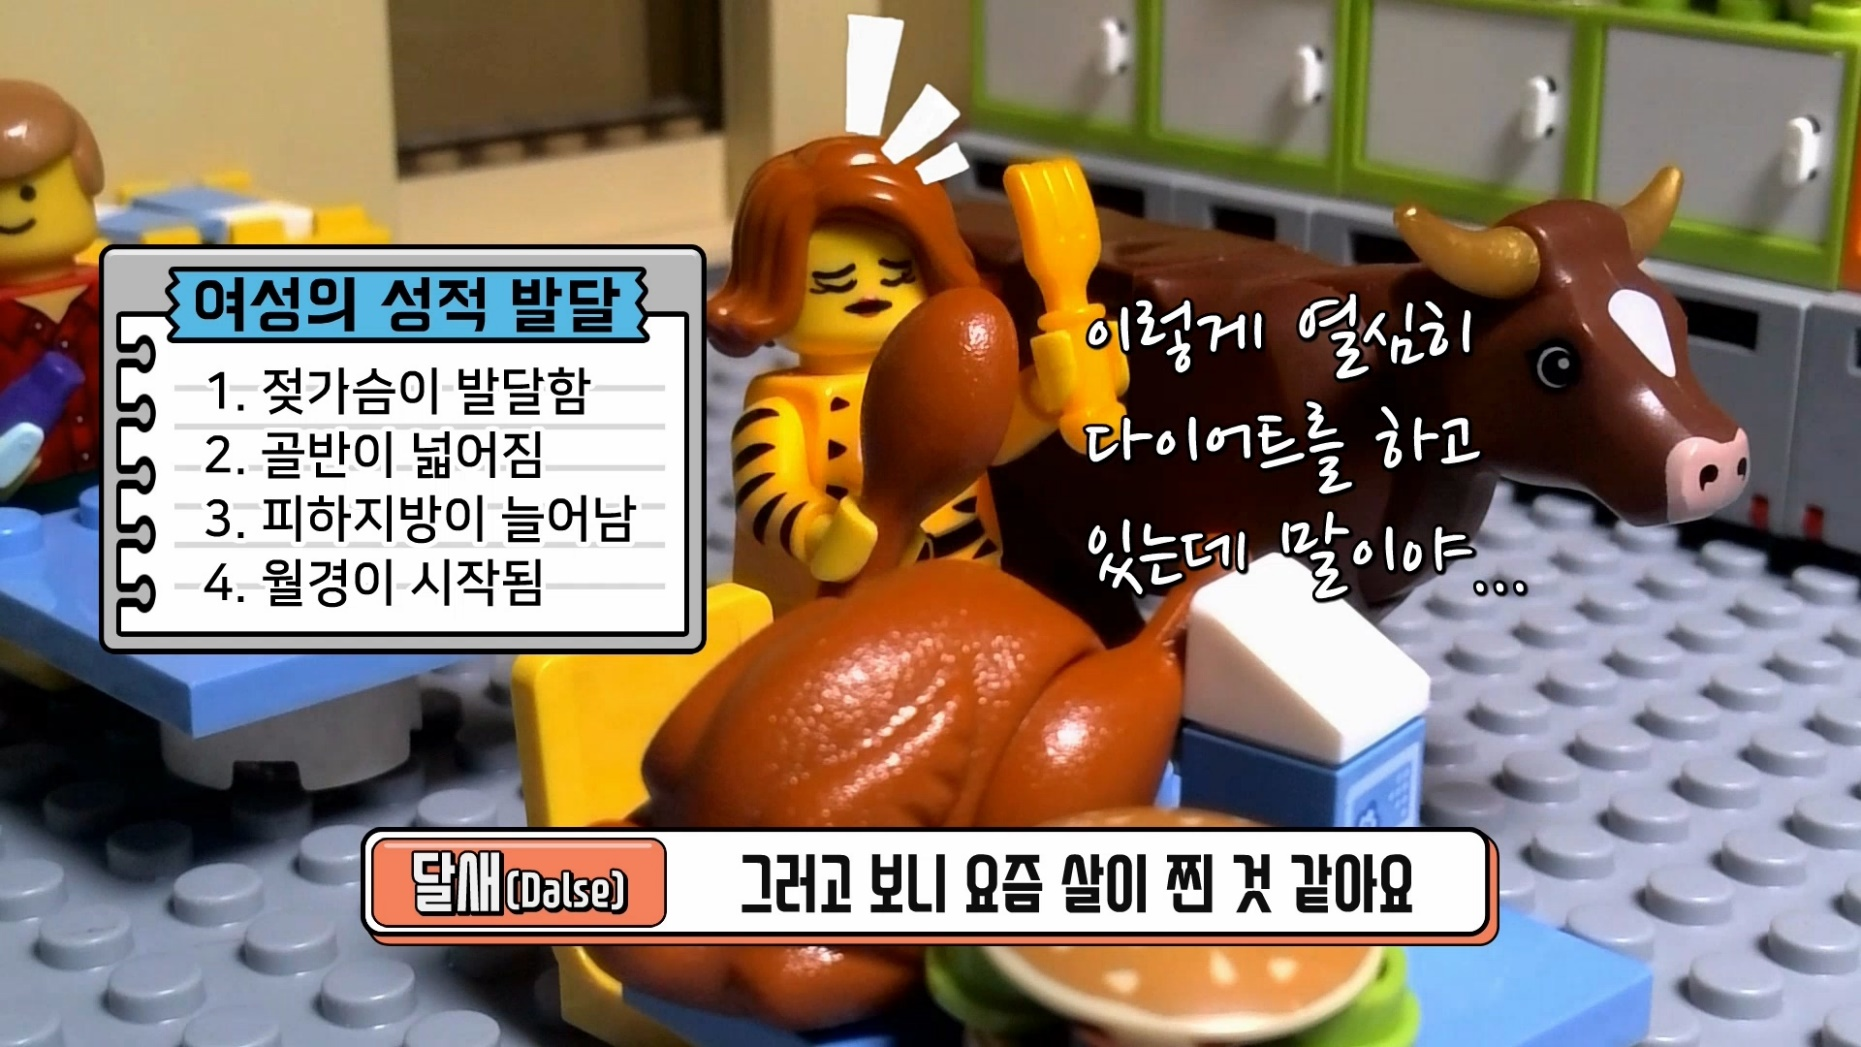 여성의 성적 발달
1. 젖가슴이 발달함
2. 골반이 넓어짐
3. 피하지방이 늘어남
4. 월경이 시작됨
이렇게 열심히
다이어트를 하고
있는데 말이야...
달새(Dalse)
그러고 보니 요즘 살이 찐 것 같아요